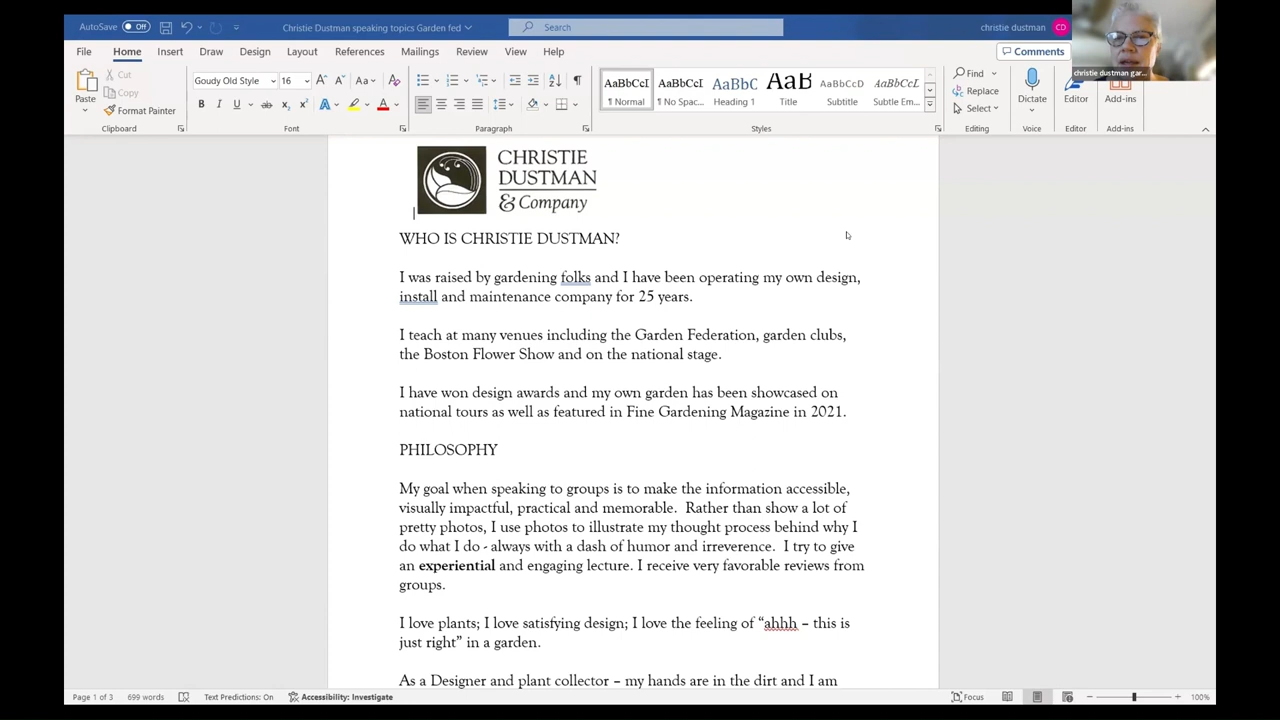 AutoSave Off Christie Dustman speaking topics Garden fed Search christie dustman CD
File Home Insert Draw Design Layout References Mailings Review View Help Comments
christie dustman gar...
Paste Cut Copy Format Painter
Goudy Old Style 16
AaBbCcI AaBbCcI AaBbC AaB AaBbCcD AaBbCcL
¶ Normal ¶ No Spac... Heading 1 Title Subtitle Subtle Em...
Find Replace Select Dictate Editor Add-ins
Clipboard Font Paragraph Styles Editing Voice Editor Add-ins
CHRISTIE
DUSTMAN
& Company
WHO IS CHRISTIE DUSTMAN?
I was raised by gardening folks and I have been operating my own design,
install and maintenance company for 25 years.
I teach at many venues including the Garden Federation, garden clubs,
the Boston Flower Show and on the national stage.
I have won design awards and my own garden has been showcased on
national tours as well as featured in Fine Gardening Magazine in 2021.
PHILOSOPHY
My goal when speaking to groups is to make the information accessible,
visually impactful, practical and memorable. Rather than show a lot of
pretty photos, I use photos to illustrate my thought process behind why I
do what I do - always with a dash of humor and irreverence. I try to give
an experiential and engaging lecture. I receive very favorable reviews from
groups.
I love plants; I love satisfying design; I love the feeling of “ahhh – this is
just right” in a garden.
As a Designer and plant collector – my hands are in the dirt and I am
Page 1 of 3 699 words Text Predictions: On Accessibility: Investigate Focus 100%